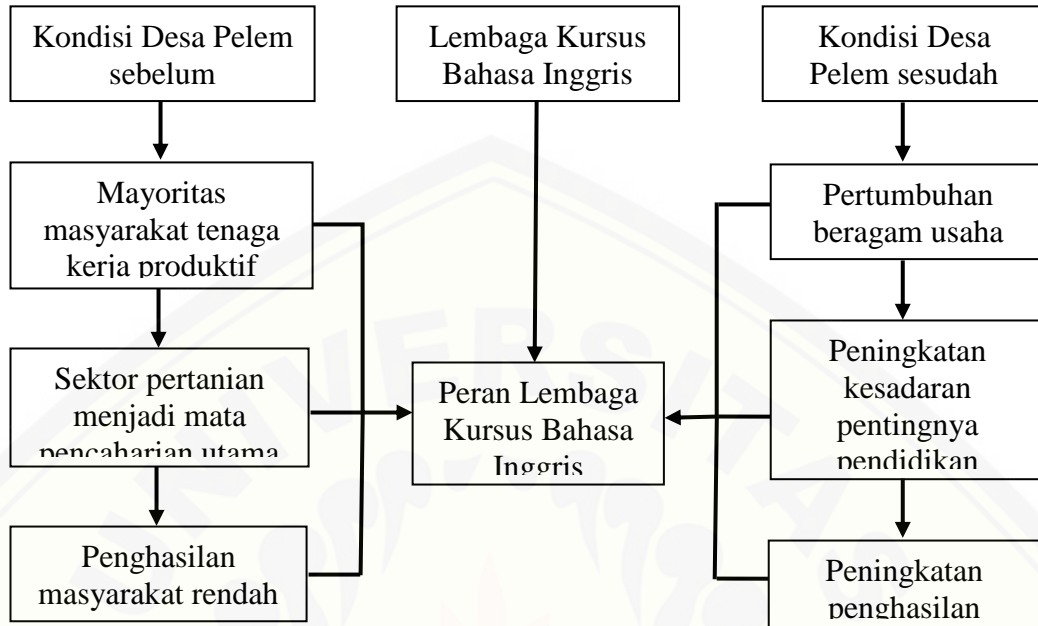 Kondisi Desa Pelem
sebelum
Lembaga Kursus
Bahasa Inggris
Kondisi Desa
Pelem sesudah
Mayoritas
masyarakat tenaga
kerja produktif
Pertumbuhan
beragam usaha
Sektor pertanian
menjadi mata
pencaharian utama
Peran Lembaga
Kursus Bahasa
Inggris
Peningkatan
kesadaran
pentingnya
pendidikan
Penghasilan
masyarakat rendah
Peningkatan
penghasilan
UNIVERSITAS